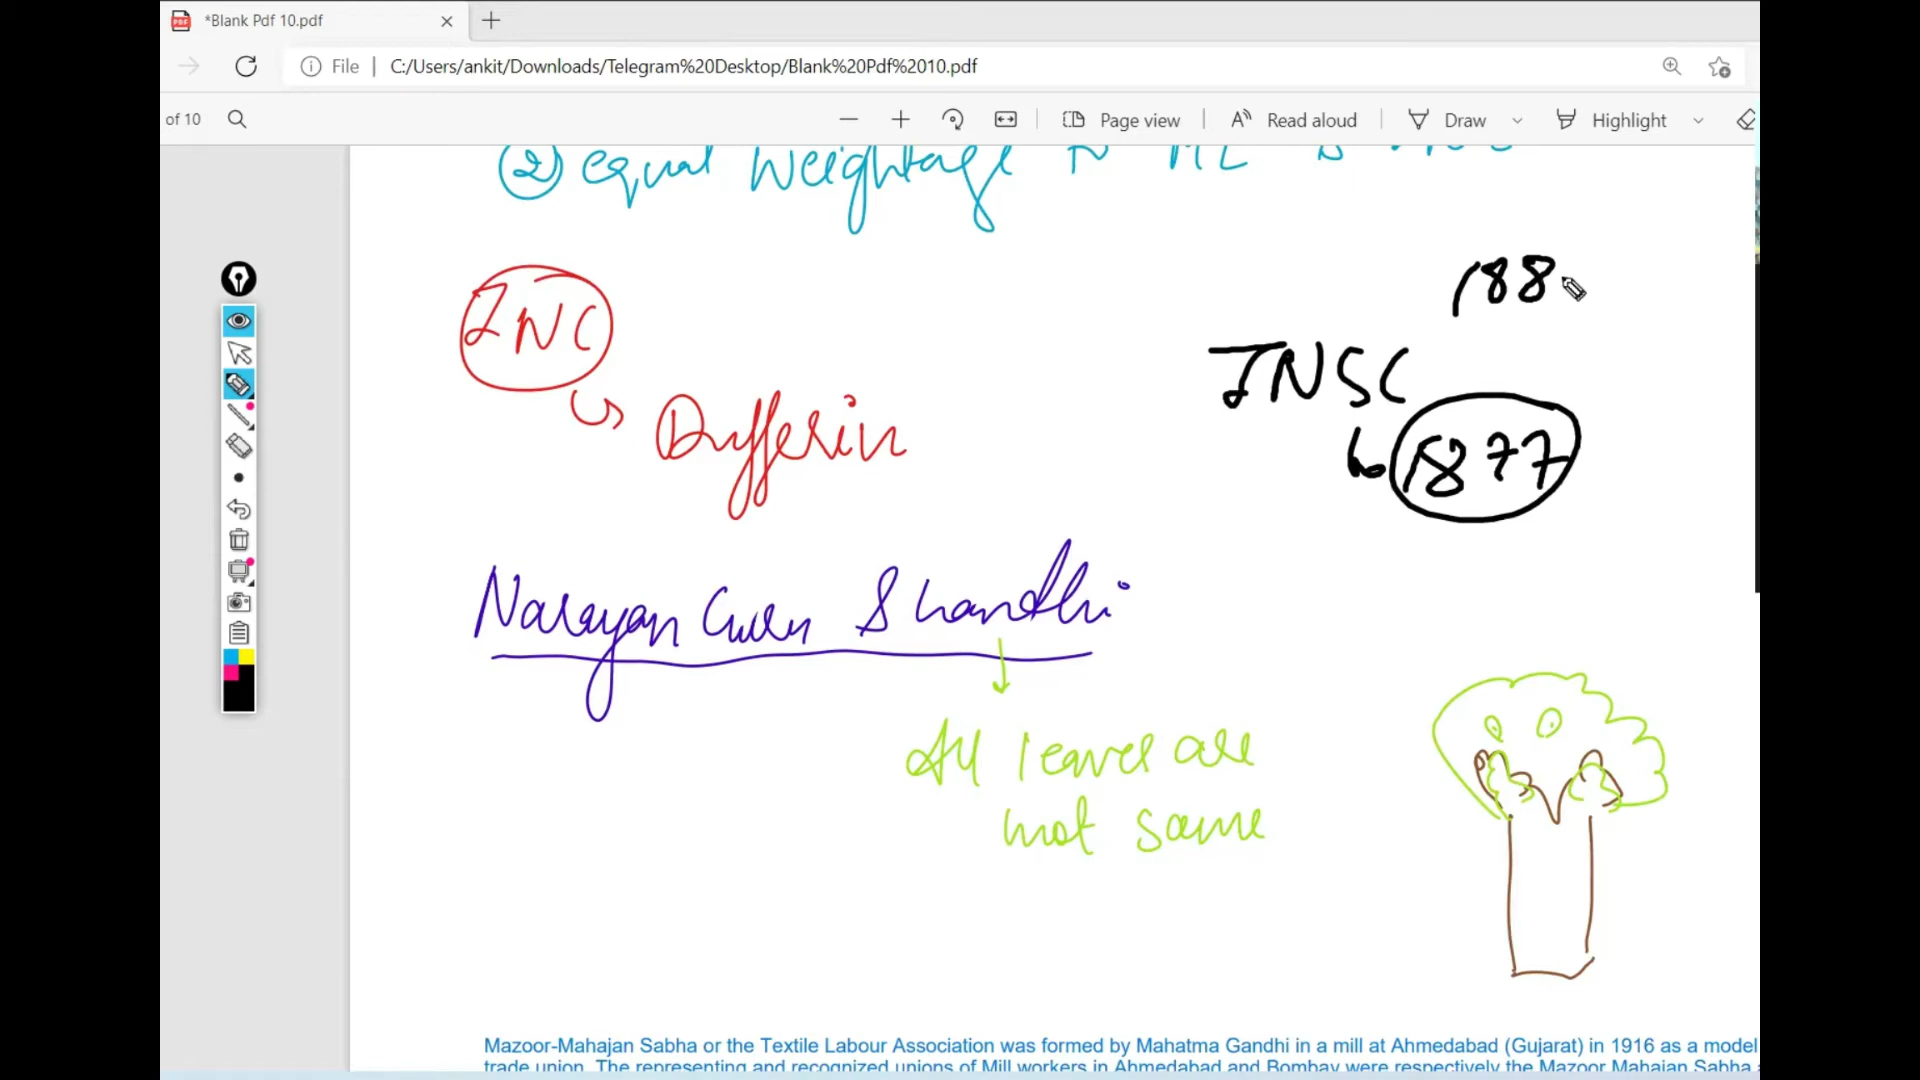 *Blank Pdf 10.pdf
File | C:/Users/ankit/Downloads/Telegram%20Desktop/Blank%20Pdf%2010.pdf
of 10
Page view
Read aloud
Draw
Highlight
② equal Weightage to ML
188
INC
INSC
Dufferin
1877
Narayan Guru Shandhi
All leaves are
not same
Mazoor-Mahajan Sabha or the Textile Labour Association was formed by Mahatma Gandhi in a mill at Ahmedabad (Gujarat) in 1916 as a model
trade union. The representing and recognized unions of Mill workers in Ahmedabad and Bombay were respectively the Mazoor Mahajan Sabha